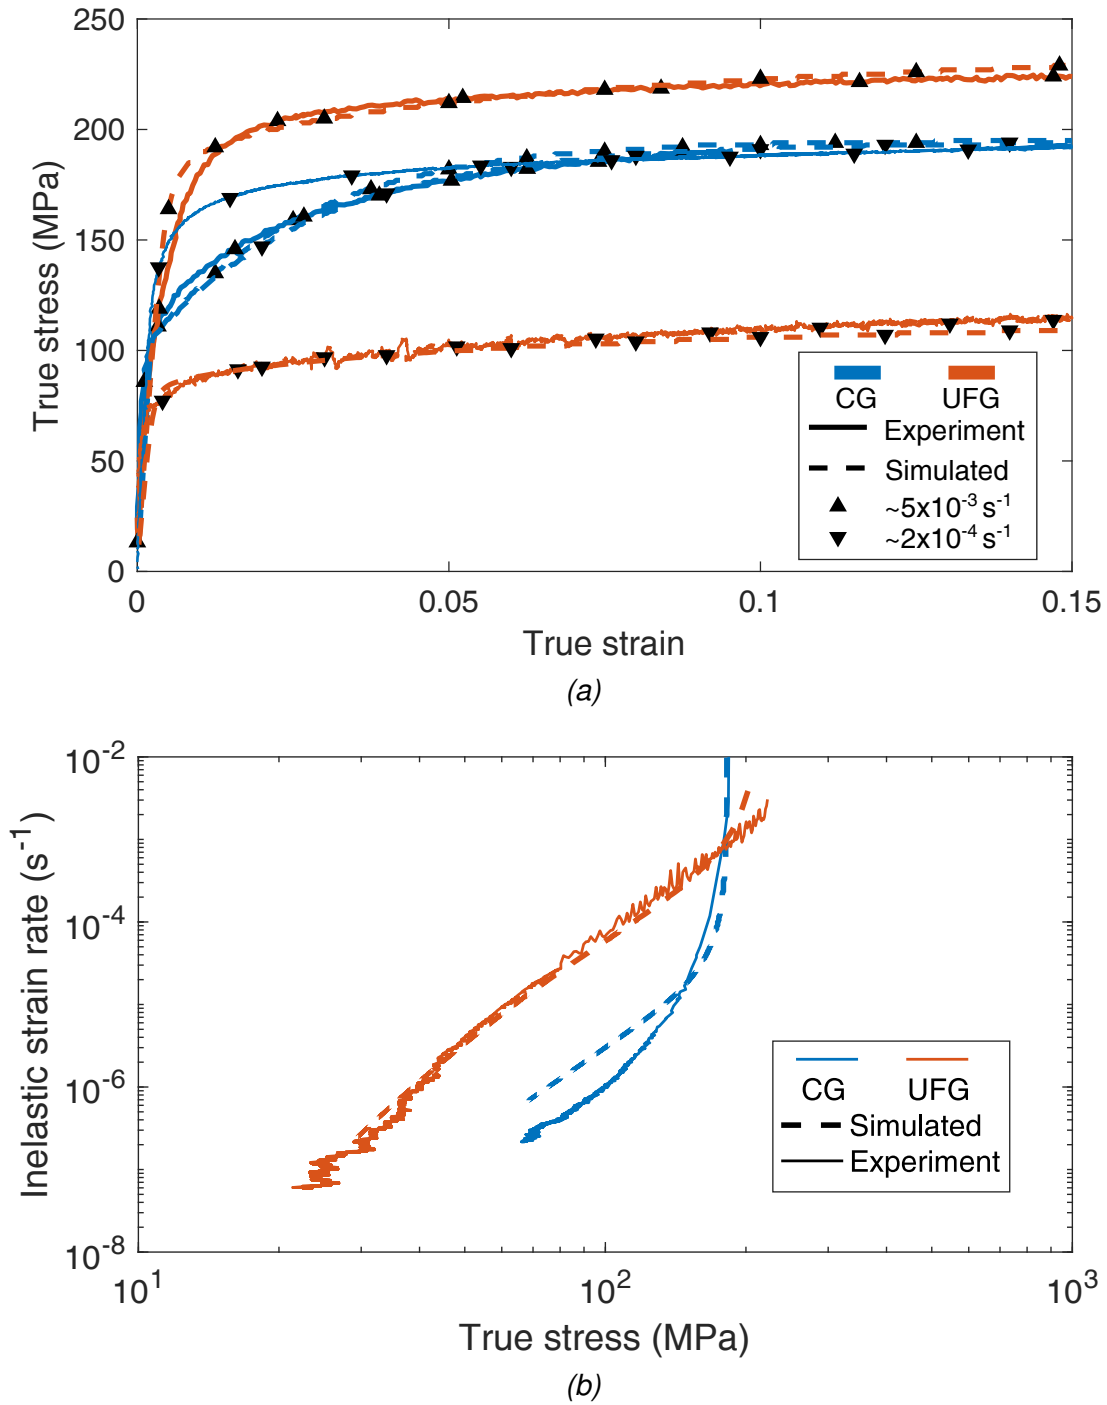 250
200
150
100
50
0
True stress (MPa)
CG UFG
Experiment
Simulated
~5x10⁻³ s⁻¹
~2x10⁻⁴ s⁻¹
0 0.05 0.1 0.15
True strain
(a)
10⁻²
10⁻⁴
10⁻⁶
10⁻⁸
Inelastic strain rate (s⁻¹)
CG UFG
Simulated
Experiment
10¹ 10² 10³
True stress (MPa)
(b)